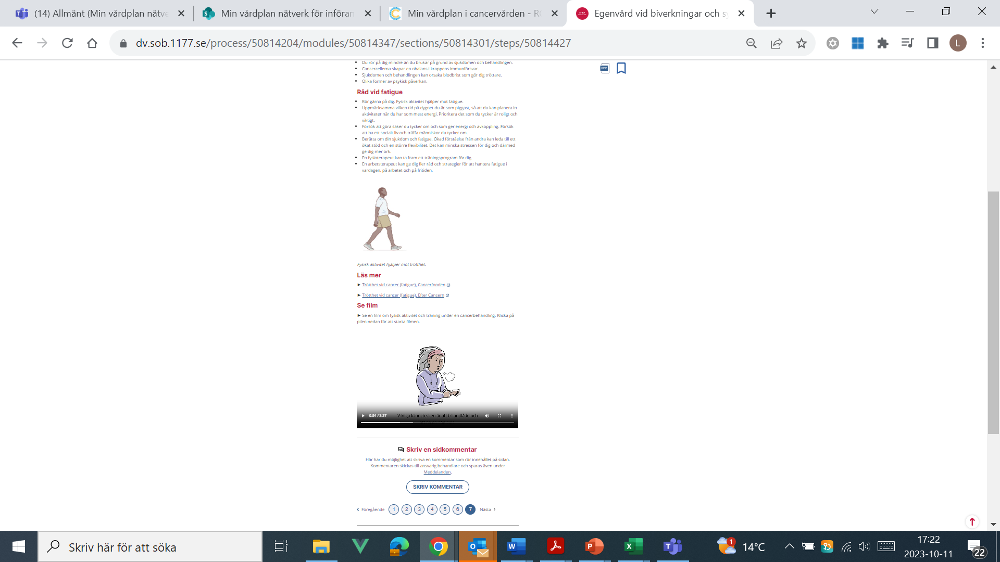 (14) Allmänt (Min vårdplan nätve
Min vårdplan nätverk för införan
Min vårdplan i cancervården - R
Egenvård vid biverkningar och sy
dv.sob.1177.se/process/50814204/modules/50814347/sections/50814301/steps/50814427
L
PDF
Du rör på dig mindre än du brukar på grund av sjukdomen och behandlingen.
Cancercellerna skapar en obalans i kroppens immunförsvar.
Sjukdomen och behandlingen kan orsaka blodbrist som gör dig tröttare.
Olika former av psykisk påverkan.
Råd vid fatigue
Rör gärna på dig. Fysisk aktivitet hjälper mot fatigue.
Uppmärksamma vilken tid på dygnet du är som piggast, så att du kan planera in
aktiviteter när du har som mest energi. Prioritera det som du tycker är roligt och
viktigt.
Försök att göra saker du tycker om och som ger energi och avkoppling. Försök
att ha ett socialt liv och träffa människor du tycker om.
Berätta om din sjukdom och fatigue. Ökad förståelse från andra kan leda till ett
ökat stöd och en större flexibilitet. Det kan minska stressen för dig och därmed
ge dig mer ork.
En fysioterapeut kan ta fram ett träningsprogram för dig.
En arbetsterapeut kan ge dig fler råd och strategier för att hantera fatigue i
vardagen, på arbetet och på fritiden.
Fysisk aktivitet hjälper mot trötthet.
Läs mer
► Trötthet vid cancer (fatigue), Cancerfonden
► Trötthet vid cancer (fatigue), Efter Cancern
Se film
► Se en film om fysisk aktivitet och träning under en cancerbehandling. Klicka på
pilen nedan för att starta filmen.
0:54 / 3:37
Viktiga kännetecken är att bli andfådd och
Skriv en sidkommentar
Här har du möjlighet att skriva en kommentar som rör innehållet på sidan.
Kommentaren skickas till ansvarig behandlare och sparas även under
Meddelanden.
SKRIV KOMMENTAR
Föregående 1 2 3 4 5 6 7 Nästa
Skriv här för att söka
1
14°C
17:22
2023-10-11
22